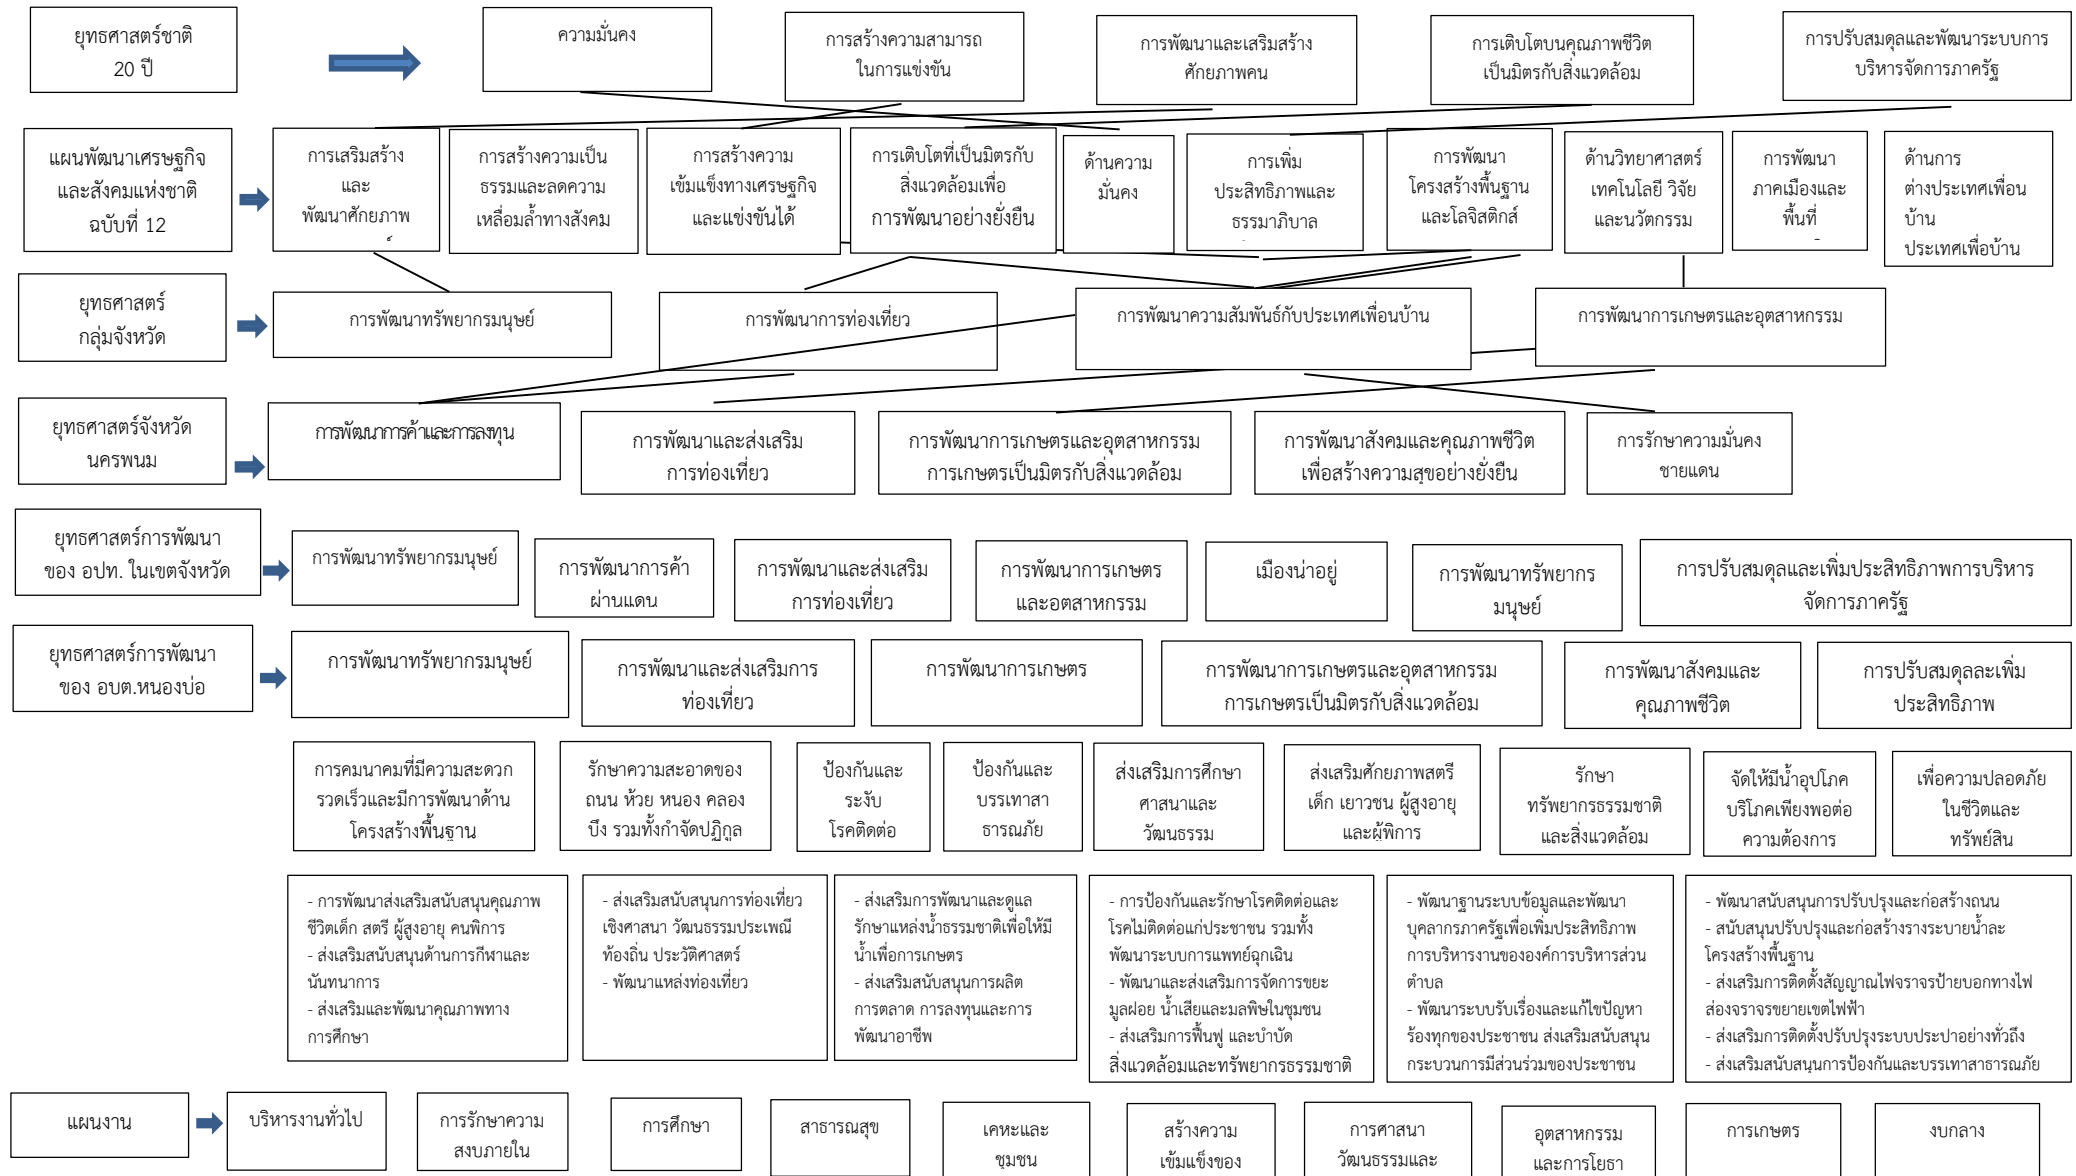 ยุทธศาสตร์ชาติ
20 ปี
ความมั่นคง
การสร้างความสามารถ
ในการแข่งขัน
การพัฒนาและเสริมสร้าง
ศักยภาพคน
การเติบโตบนคุณภาพชีวิต
เป็นมิตรกับสิ่งแวดล้อม
การปรับสมดุลและพัฒนาระบบการ
บริหารจัดการภาครัฐ
แผนพัฒนาเศรษฐกิจ
และสังคมแห่งชาติ
ฉบับที่ 12
การเสริมสร้าง
และ
พัฒนาศักยภาพ
การสร้างความเป็น
ธรรมและลดความ
เหลื่อมล้ำทางสังคม
การสร้างความ
เข้มแข็งทางเศรษฐกิจ
และแข่งขันได้
การเติบโตที่เป็นมิตรกับ
สิ่งแวดล้อมเพื่อ
การพัฒนาอย่างยั่งยืน
ด้านความ
มั่นคง
การเพิ่ม
ประสิทธิภาพและ
ธรรมาภิบาล
การพัฒนา
โครงสร้างพื้นฐาน
และโลจิสติกส์
ด้านวิทยาศาสตร์
เทคโนโลยี วิจัย
และนวัตกรรม
การพัฒนา
ภาคเมืองและ
พื้นที่
ด้านการ
ต่างประเทศเพื่อน
บ้าน
ประเทศเพื่อบ้าน
ยุทธศาสตร์
กลุ่มจังหวัด
การพัฒนาทรัพยากรมนุษย์
การพัฒนาการท่องเที่ยว
การพัฒนาความสัมพันธ์กับประเทศเพื่อนบ้าน
การพัฒนาการเกษตรและอุตสาหกรรม
ยุทธศาสตร์จังหวัด
นครพนม
การพัฒนาการค้าและการลงทุน
การพัฒนาและส่งเสริม
การท่องเที่ยว
การพัฒนาการเกษตรและอุตสาหกรรม
การเกษตรเป็นมิตรกับสิ่งแวดล้อม
การพัฒนาสังคมและคุณภาพชีวิต
เพื่อสร้างความสุขอย่างยั่งยืน
การรักษาความมั่นคง
ชายแดน
ยุทธศาสตร์การพัฒนา
ของ อปท. ในเขตจังหวัด
การพัฒนาทรัพยากรมนุษย์
การพัฒนาการค้า
ผ่านแดน
การพัฒนาและส่งเสริม
การท่องเที่ยว
การพัฒนาการเกษตร
และอตสาหกรรม
เมืองน่าอยู่
การพัฒนาทรัพยากร
มนุษย์
การปรับสมดุลและเพิ่มประสิทธิภาพการบริหาร
จัดการภาครัฐ
ยุทธศาสตร์การพัฒนา
ของ อบต.หนองบ่อ
การพัฒนาทรัพยากรมนุษย์
การพัฒนาและส่งเสริมการ
ท่องเที่ยว
การพัฒนาการเกษตร
การพัฒนาการเกษตรและอุตสาหกรรม
การเกษตรเป็นมิตรกับสิ่งแวดล้อม
การพัฒนาสังคมและ
คุณภาพชีวิต
การปรับสมดุลละเพิ่ม
ประสิทธิภาพ
การคมนาคมที่มีความสะดวก
รวดเร็วและมีการพัฒนาด้าน
โครงสร้างพื้นฐาน
รักษาความสะอาดของ
ถนน ห้วย หนอง คลอง
บึง รวมทั้งกำจัดปฏิกูล
ป้องกันและ
ระงับ
โรคติดต่อ
ป้องกันและ
บรรเทาสา
ธารณภัย
ส่งเสริมการศึกษา
ศาสนาและ
วัฒนธรรม
ส่งเสริมศักยภาพสตรี
เด็ก เยาวชน ผู้สูงอายุ
และผู้พิการ
รักษา
ทรัพยากรธรรมชาติ
และสิ่งแวดล้อม
จัดให้มีน้ำอุปโภค
บริโภคเพียงพอต่อ
ความต้องการ
เพื่อความปลอดภัย
ในชีวิตและ
ทรัพย์สิน
- การพัฒนาส่งเสริมสนับสนุนคุณภาพ
ชีวิตเด็ก สตรี ผู้สูงอายุ คนพิการ
- ส่งเสริมสนับสนุนด้านการกีฬาและ
นันทนาการ
- ส่งเสริมและพัฒนาคุณภาพทาง
การศึกษา
- ส่งเสริมสนับสนุนการท่องเที่ยว
เชิงศาสนา วัฒนธรรมประเพณี
ท้องถิ่น ประวัติศาสตร์
- พัฒนาแหล่งท่องเที่ยว
- ส่งเสริมการพัฒนาและดูแล
รักษาแหล่งน้ำธรรมชาติเพื่อให้มี
น้ำเพื่อการเกษตร
- ส่งเสริมสนับสนุนการผลิต
การตลาด การลงทุนและการ
พัฒนาอาชีพ
- การป้องกันและรักษาโรคติดต่อและ
โรคไม่ติดต่อแก่ประชาชน รวมทั้ง
พัฒนาระบบการแพทย์ฉุกเฉิน
- พัฒนาและส่งเสริมการจัดการขยะ
มูลฝอย น้ำเสียและมลพิษในชุมชน
- ส่งเสริมการฟื้นฟู และบำบัด
สิ่งแวดล้อมและทรัพยากรธรรมชาติ
- พัฒนาฐานระบบข้อมูลและพัฒนา
บุคลากรภาครัฐเพื่อเพิ่มประสิทธิภาพ
การบริหารงานขององค์การบริหารส่วน
ตำบล
- พัฒนาระบบรับเรื่องและแก้ไขปัญหา
ร้องทุกของประชาชน ส่งเสริมสนับสนุน
กระบวนการมีส่วนร่วมของประชาชน
- พัฒนาสนับสนุนการปรับปรุงและก่อสร้างถนน
- สนับสนุนปรับปรุงและก่อสร้างรางระบายน้ำละ
โครงสร้างพื้นฐาน
- ส่งเสริมการติดตั้งสัญญาณไฟจราจรป้ายบอกทางไฟ
ส่องจราจรขยายเขตไฟฟ้า
- ส่งเสริมการติดตั้งปรับปรุงระบบประปาอย่างทั่วถึง
- ส่งเสริมสนับสนุนการป้องกันและบรรเทาสาธารณภัย
แผนงาน
บริหารงานทั่วไป
การรักษาความ
สงบภายใน
การศึกษา
สาธารณสุข
เคหะและ
ชุมชน
สร้างความ
เข้มแข็งของ
การศาสนา
วัฒนธรรมและ
อุตสาหกรรม
และการโยธา
การเกษตร
งบกลาง